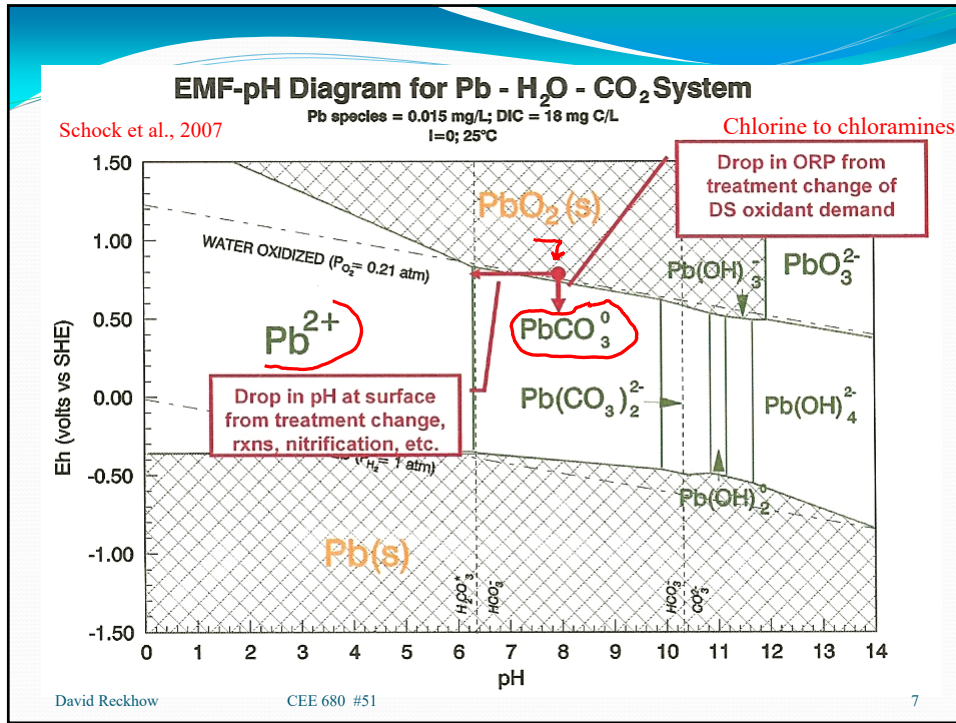 EMF-pH Diagram for Pb - H₂O - CO₂ System
Pb species = 0.015 mg/L; DIC = 18 mg C/L
I=0; 25°C
Schock et al., 2007
Chlorine to chloramines
Drop in ORP from
treatment change of
DS oxidant demand
PbO₂(s)
WATER OXIDIZED (P_O₂ = 0.21 atm)
Pb(OH)₃⁻
PbO₃²⁻
Pb²⁺
PbCO₃⁰
Drop in pH at surface
from treatment change,
rxns, nitrification, etc.
Pb(CO₃)₂²⁻
Pb(OH)₄²⁻
= 1 atm)
Pb(OH)₂⁰
Pb(s)
H₂CO₃*
HCO₃⁻
HCO₃⁻
CO₃²⁻
Eh (volts vs SHE)
1.50
1.00
0.50
0.00
-0.50
-1.00
-1.50
0 1 2 3 4 5 6 7 8 9 10 11 12 13 14
pH
David Reckhow CEE 680 #51 7